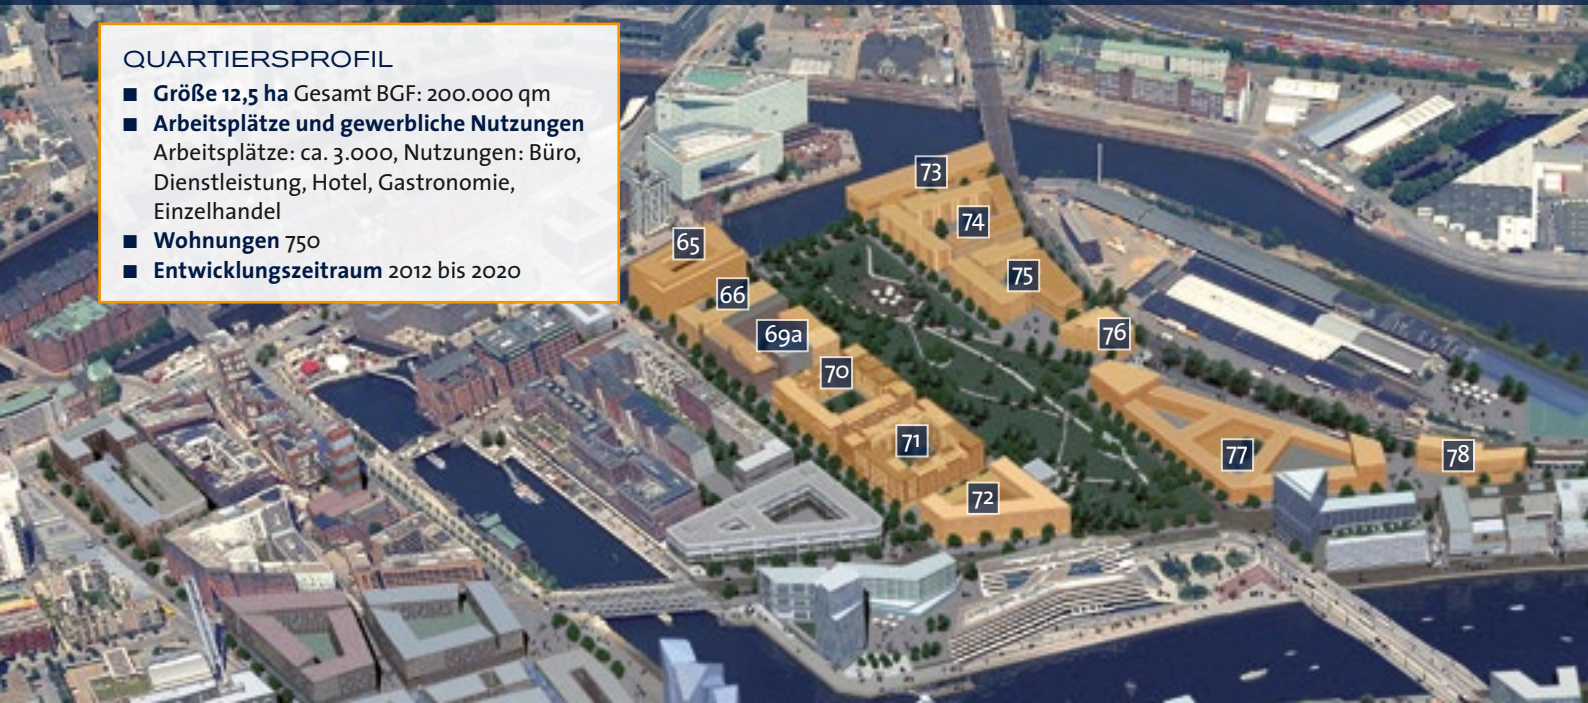 QUARTIERSPROFIL
■ Größe 12,5 ha Gesamt BGF: 200.000 qm
■ Arbeitsplätze und gewerbliche Nutzungen
Arbeitsplätze: ca. 3.000, Nutzungen: Büro,
Dienstleistung, Hotel, Gastronomie,
Einzelhandel
■ Wohnungen 750
■ Entwicklungszeitraum 2012 bis 2020
73
74
65
75
66
69a
76
70
71
77
78
72